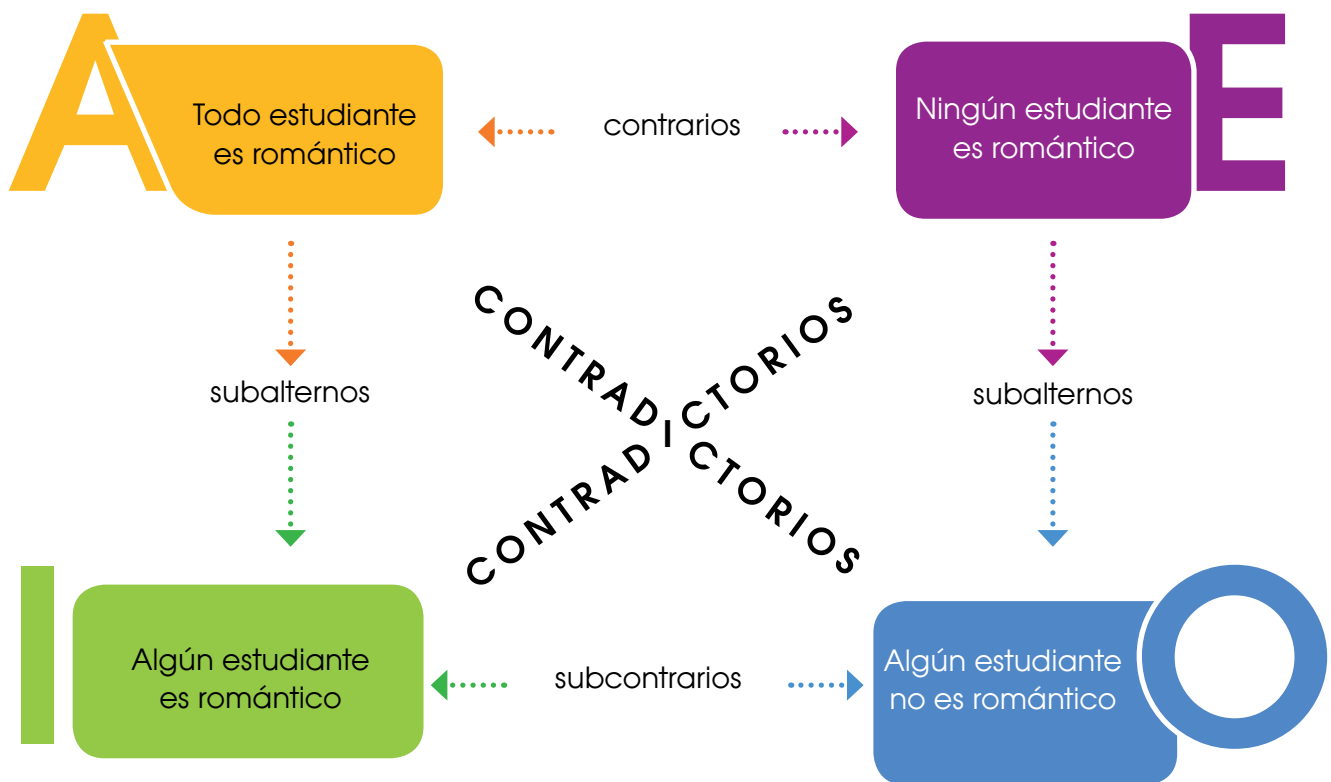 A
Todo estudiante
es romántico
contrarios
Ningún estudiante
es romántico
E
subalternos
CONTRADICTORIOS
CONTRADICTORIOS
subalternos
I
Algún estudiante
es romántico
subcontrarios
Algún estudiante
no es romántico
O